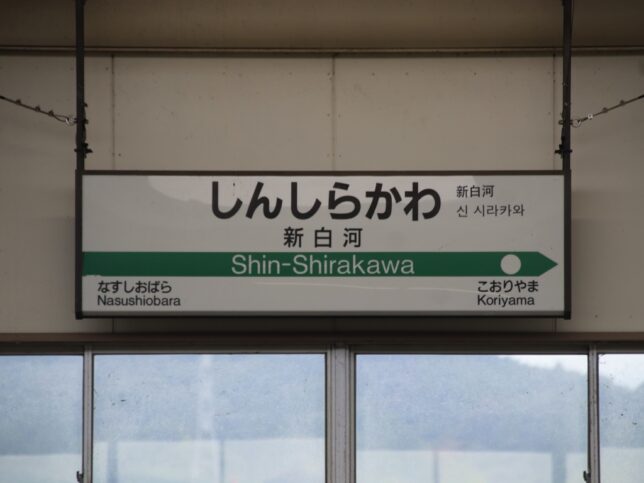 しんしらかわ
新白河
신 시라카와
新白河
Shin-Shirakawa
なすしおばら
Nasushiobara
こおりやま
Koriyama